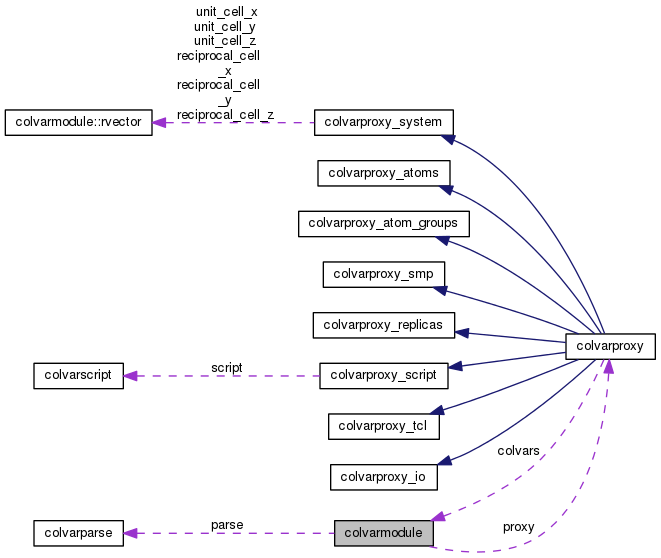 unit_cell_x
unit_cell_y
unit_cell_z
reciprocal_cell
_x
reciprocal_cell
_y
reciprocal_cell_z
colvarmodule::rvector
colvarproxy_system
colvarproxy_atoms
colvarproxy_atom_groups
colvarproxy_smp
colvarproxy_replicas
colvarproxy
colvarscript
script
colvarproxy_script
colvarproxy_tcl
colvars
colvarproxy_io
colvarparse
parse
colvarmodule
proxy